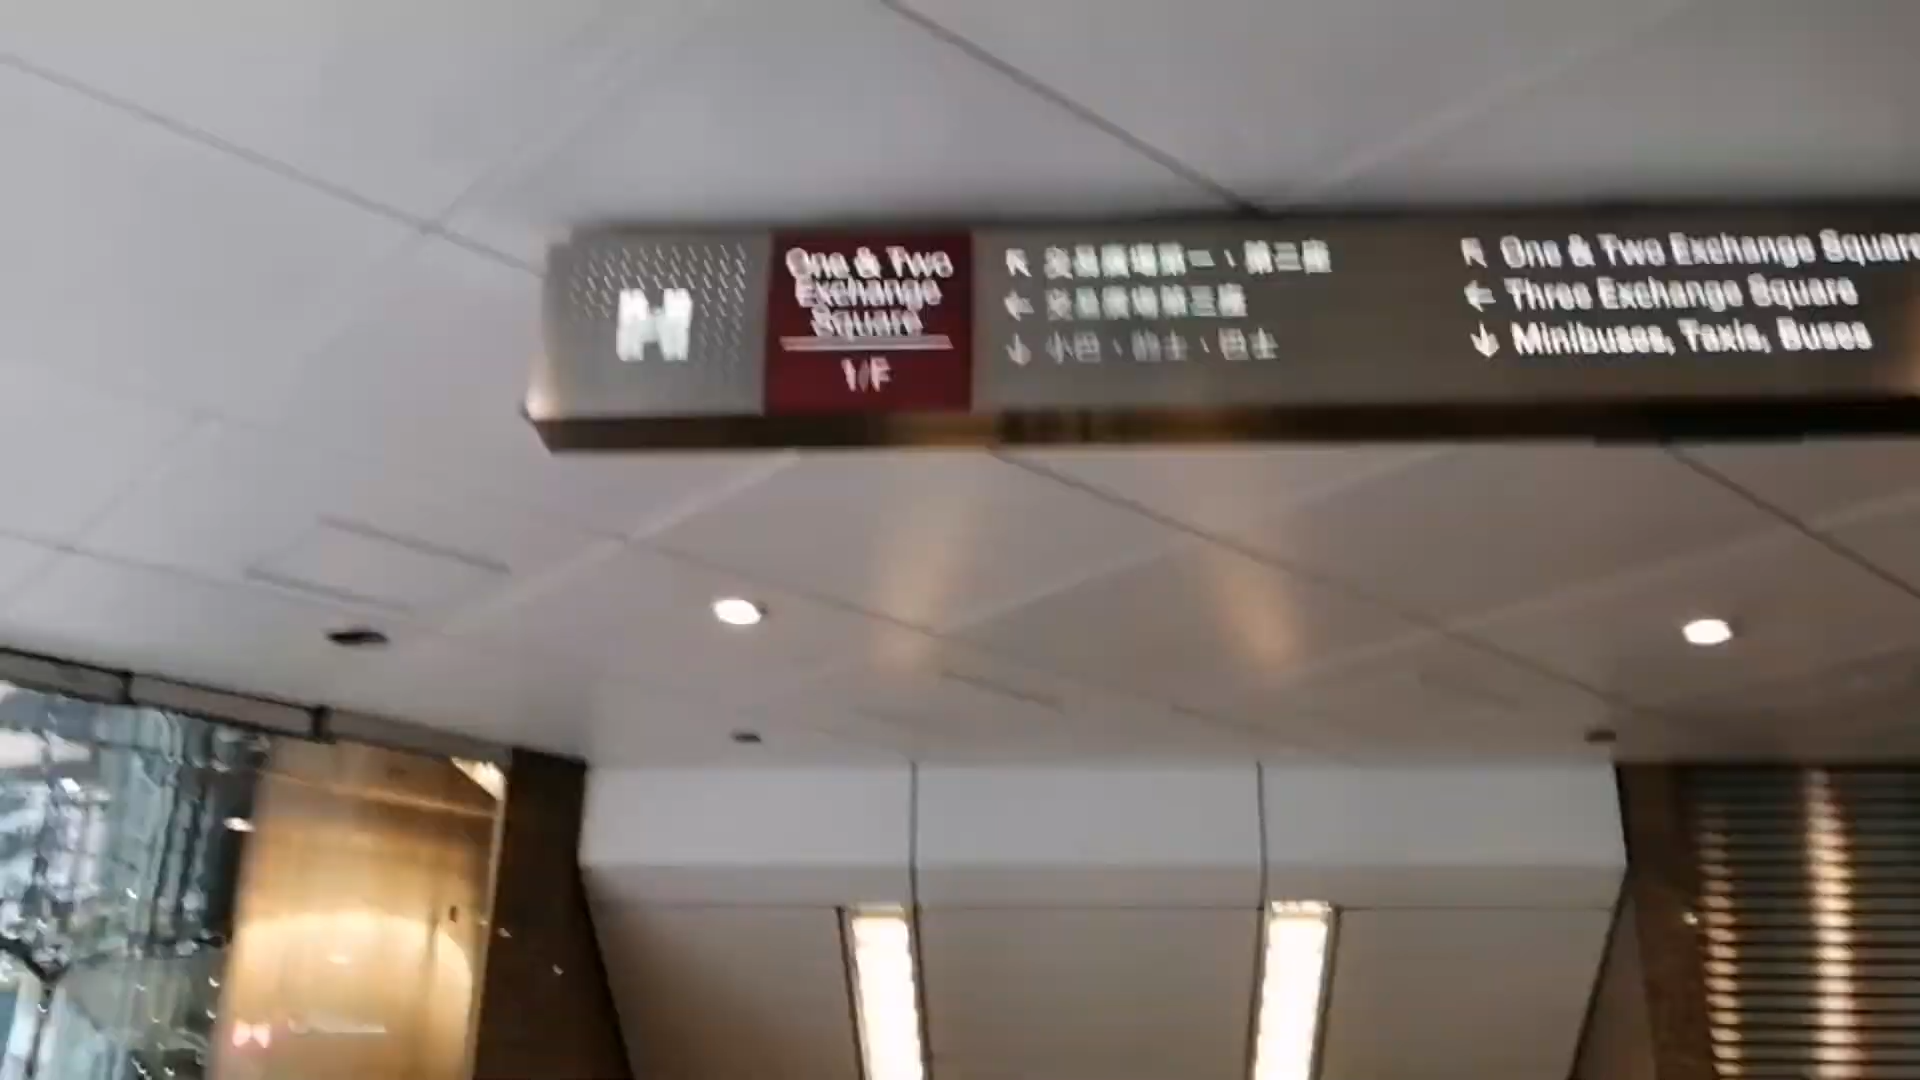 One & Two
Exchange
Square
1/F
↖ 交易廣場第一、第二座
← 交易廣場第三座
↓ 小巴、的士、巴士
↖ One & Two Exchange Square
← Three Exchange Square
↓ Minibuses, Taxis, Buses